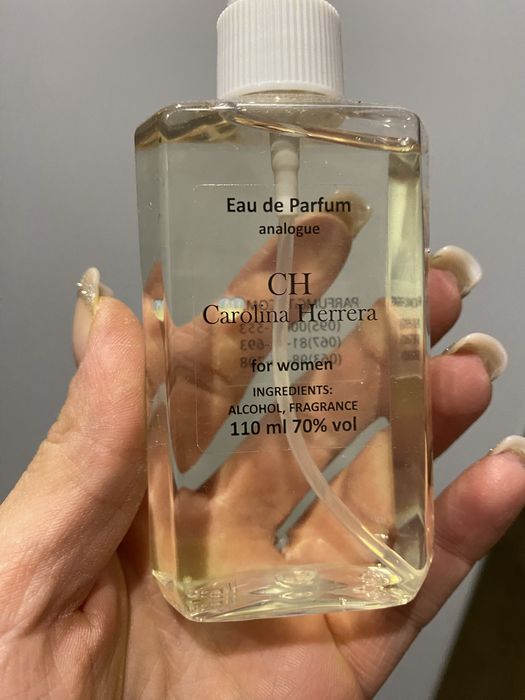 Eau de Parfum
analogue
CH
Carolina Herrera
for women
INGREDIENTS:
ALCOHOL, FRAGRANCE
110 ml 70% vol